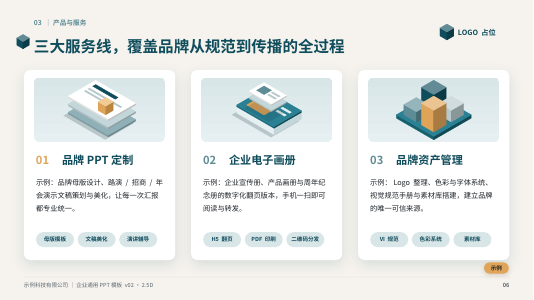 03 ｜ 产品与服务
三大服务线，覆盖品牌从规范到传播的全过程
LOGO 占位
01 品牌 PPT 定制
示例：品牌母版设计、路演 / 招商 / 年
会演示文稿策划与美化，让每一次汇报
都专业统一。
母版模板 文稿美化 演讲辅导
02 企业电子画册
示例：企业宣传册、产品画册与周年纪
念册的数字化翻页版本，手机一扫即可
阅读与转发。
H5 翻页 PDF 印刷 二维码分发
03 品牌资产管理
示例： Logo 整理、色彩与字体系统、
视觉规范手册与素材库搭建，建立品牌
的唯一可信来源。
VI 规范 色彩系统 素材库
示例
示例科技有限公司 ｜ 企业通用 PPT 模板 v02 · 2.5D
06